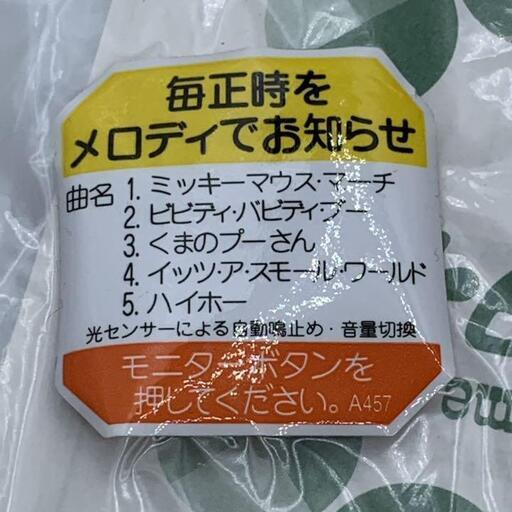 毎正時を
メロディでお知らせ
曲名 1. ミッキーマウス・マーチ
2. ビビディ・バビディ・ブー
3. くまのプーさん
4. イッツ・ア・スモール・ワールド
5. ハイホー
光センサーによる自動鳴止め・音量切換
モニターボタンを
押してください。A457